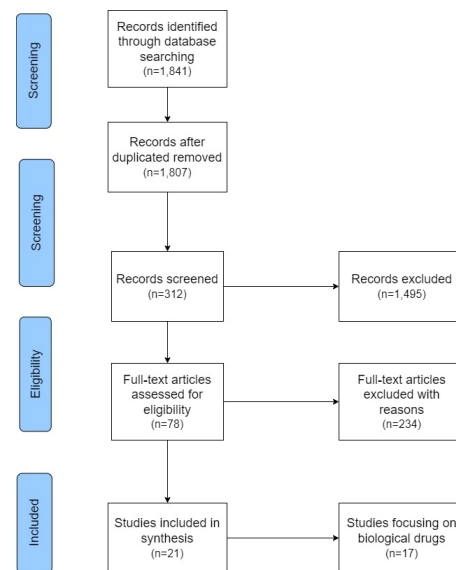 Screening
Records identified
through database
searching
(n=1,841)
Records after
duplicated removed
(n=1,807)
Screening
Records screened
(n=312)
Records excluded
(n=1,495)
Eligibility
Full-text articles
assessed for
eligibility
(n=78)
Full-text articles
excluded with
reasons
(n=234)
Included
Studies included in
synthesis
(n=21)
Studies focusing on
biological drugs
(n=17)